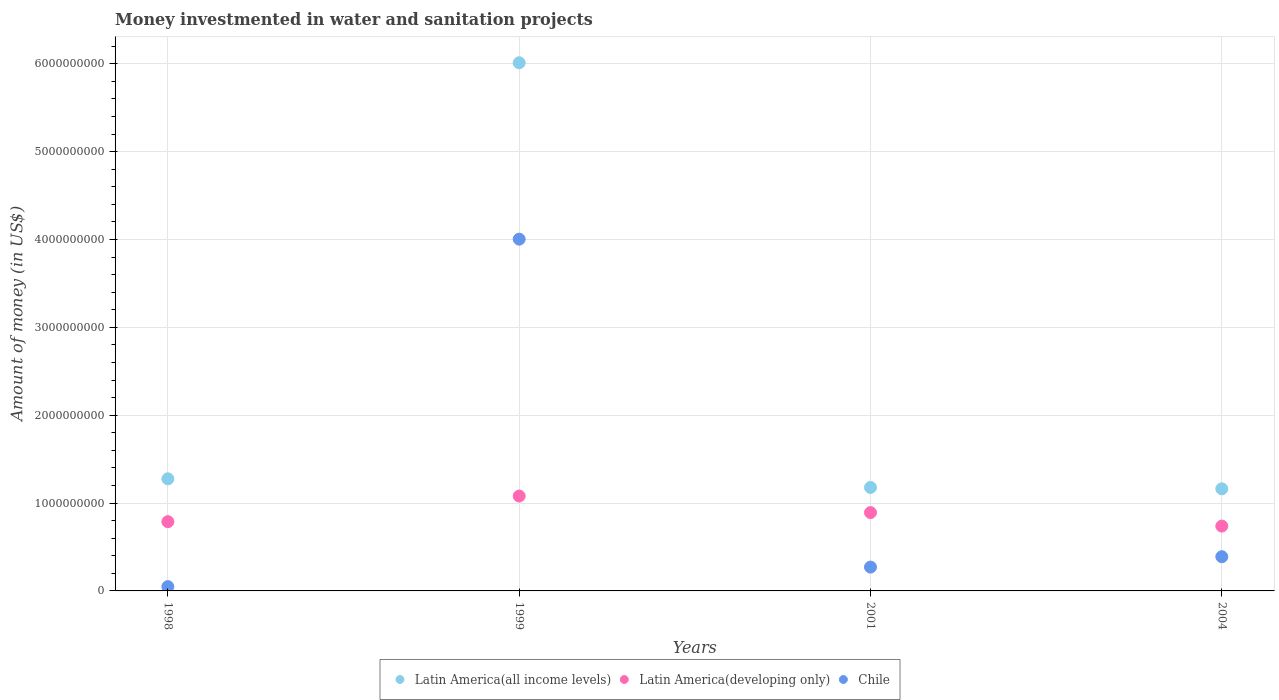 Money investmented in water and sanitation projects
Amount of money (in US$)
6000000000
5000000000
4000000000
3000000000
2000000000
1000000000
0
1998
1999
2001
2004
Years
Latin America(all income levels)
Latin America(developing only)
Chile